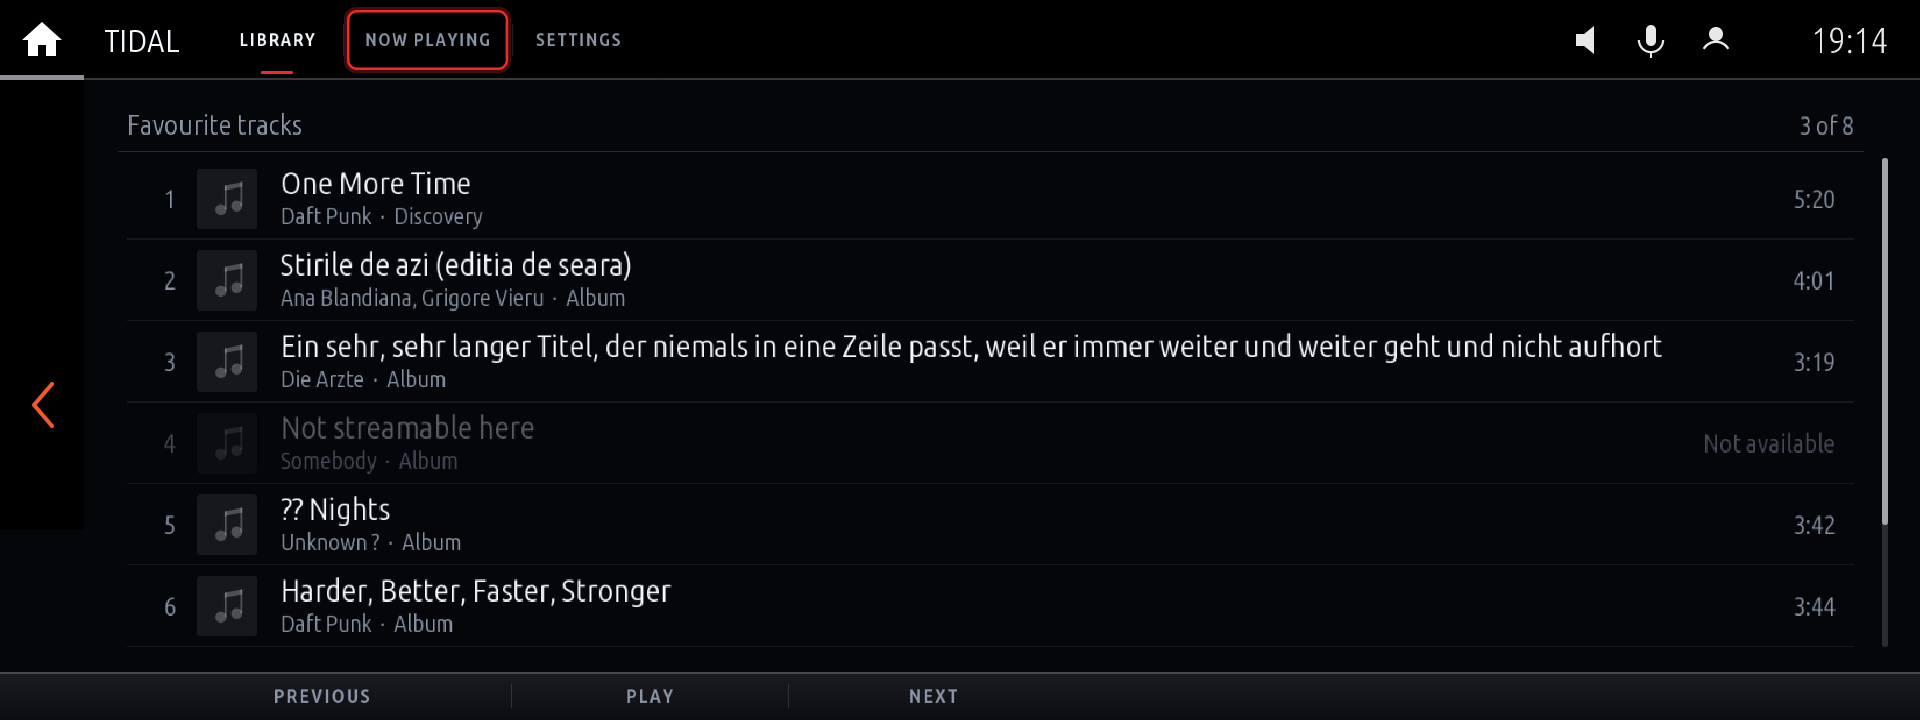 TIDAL LIBRARY NOW PLAYING SETTINGS 19:14
Favourite tracks 3 of 8
1 One More Time 5:20
Daft Punk · Discovery
2 Stirile de azi (editia de seara) 4:01
Ana Blandiana, Grigore Vieru · Album
3 Ein sehr, sehr langer Titel, der niemals in eine Zeile passt, weil er immer weiter und weiter geht und nicht aufhort 3:19
Die Arzte · Album
4 Not streamable here Not available
Somebody · Album
5 ?? Nights 3:42
Unknown ? · Album
6 Harder, Better, Faster, Stronger 3:44
Daft Punk · Album
PREVIOUS PLAY NEXT